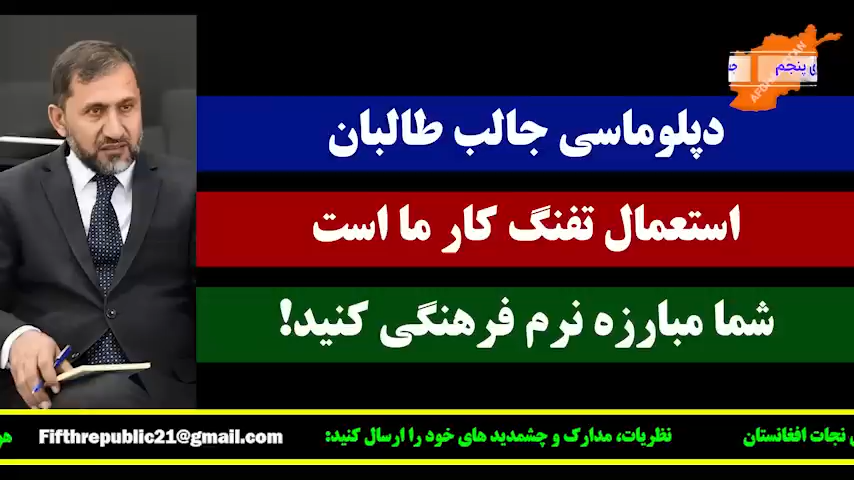 ی پنجم
AFGHANISTAN
دپلوماسی جالب طالبان
استعمال تفنگ کار ما است
شما مبارزه نرم فرهنگی کنید!
ی نجات افغانستان نظریات، مدارک و چشمدید های خود را ارسال کنید: Fifthrepublic21@gmail.com